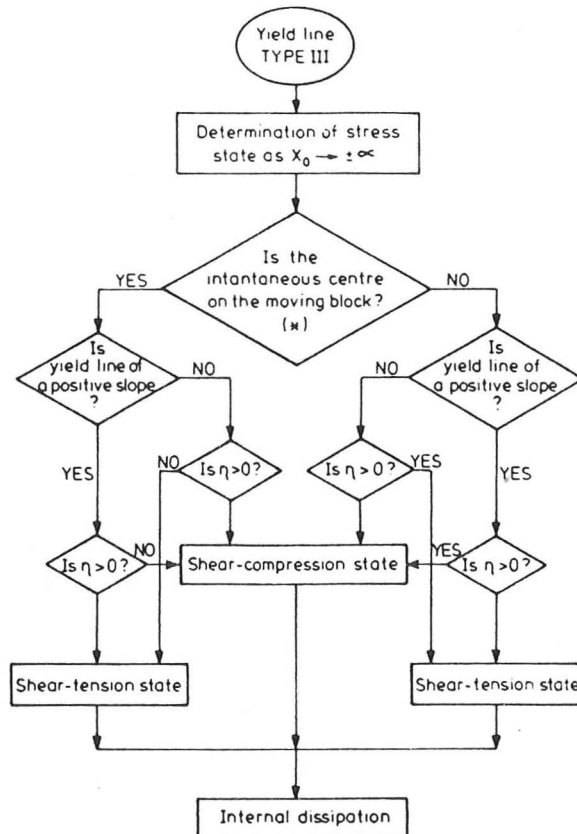 Yield line
TYPE III
Determination of stress
state as X₀ → ± ∝
Is the
intantaneous centre
on the moving block?
(*)
YES
NO
Is
yield line of
a positive slope
?
NO
Is
yield line of
a positive slope
?
NO
YES
NO
Is η>0?
Is η>0?
YES
YES
Is η>0?
NO
Shear-compression state
YES
Is η>0?
Shear-tension state
Shear-tension state
Internal dissipation